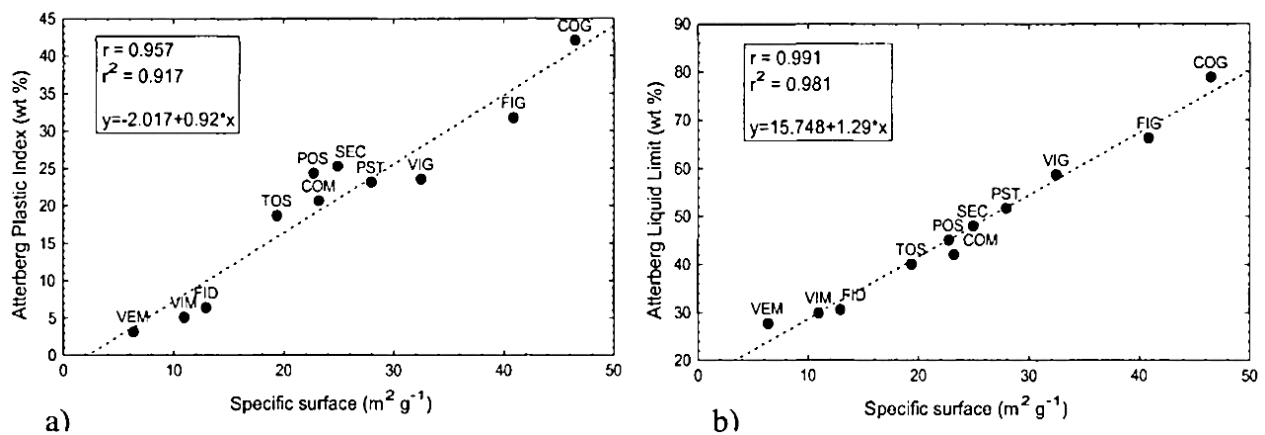 r = 0.957
r² = 0.917
y=-2.017+0.92*x
Atterberg Plastic Index (wt %)
45
40
35
30
25
20
15
10
5
0
COG
FIG
POS
SEC
PST
VIG
COM
TOS
FID
VIM
VEM
0 10 20 30 40 50
Specific surface (m² g⁻¹)
a)
r = 0.991
r² = 0.981
y=15.748+1.29*x
Atterberg Liquid Limit (wt %)
90
80
70
60
50
40
30
20
COG
FIG
VIG
PST
SEC
POS
COM
TOS
VEM
VIM
FID
0 10 20 30 40 50
Specific surface (m² g⁻¹)
b)